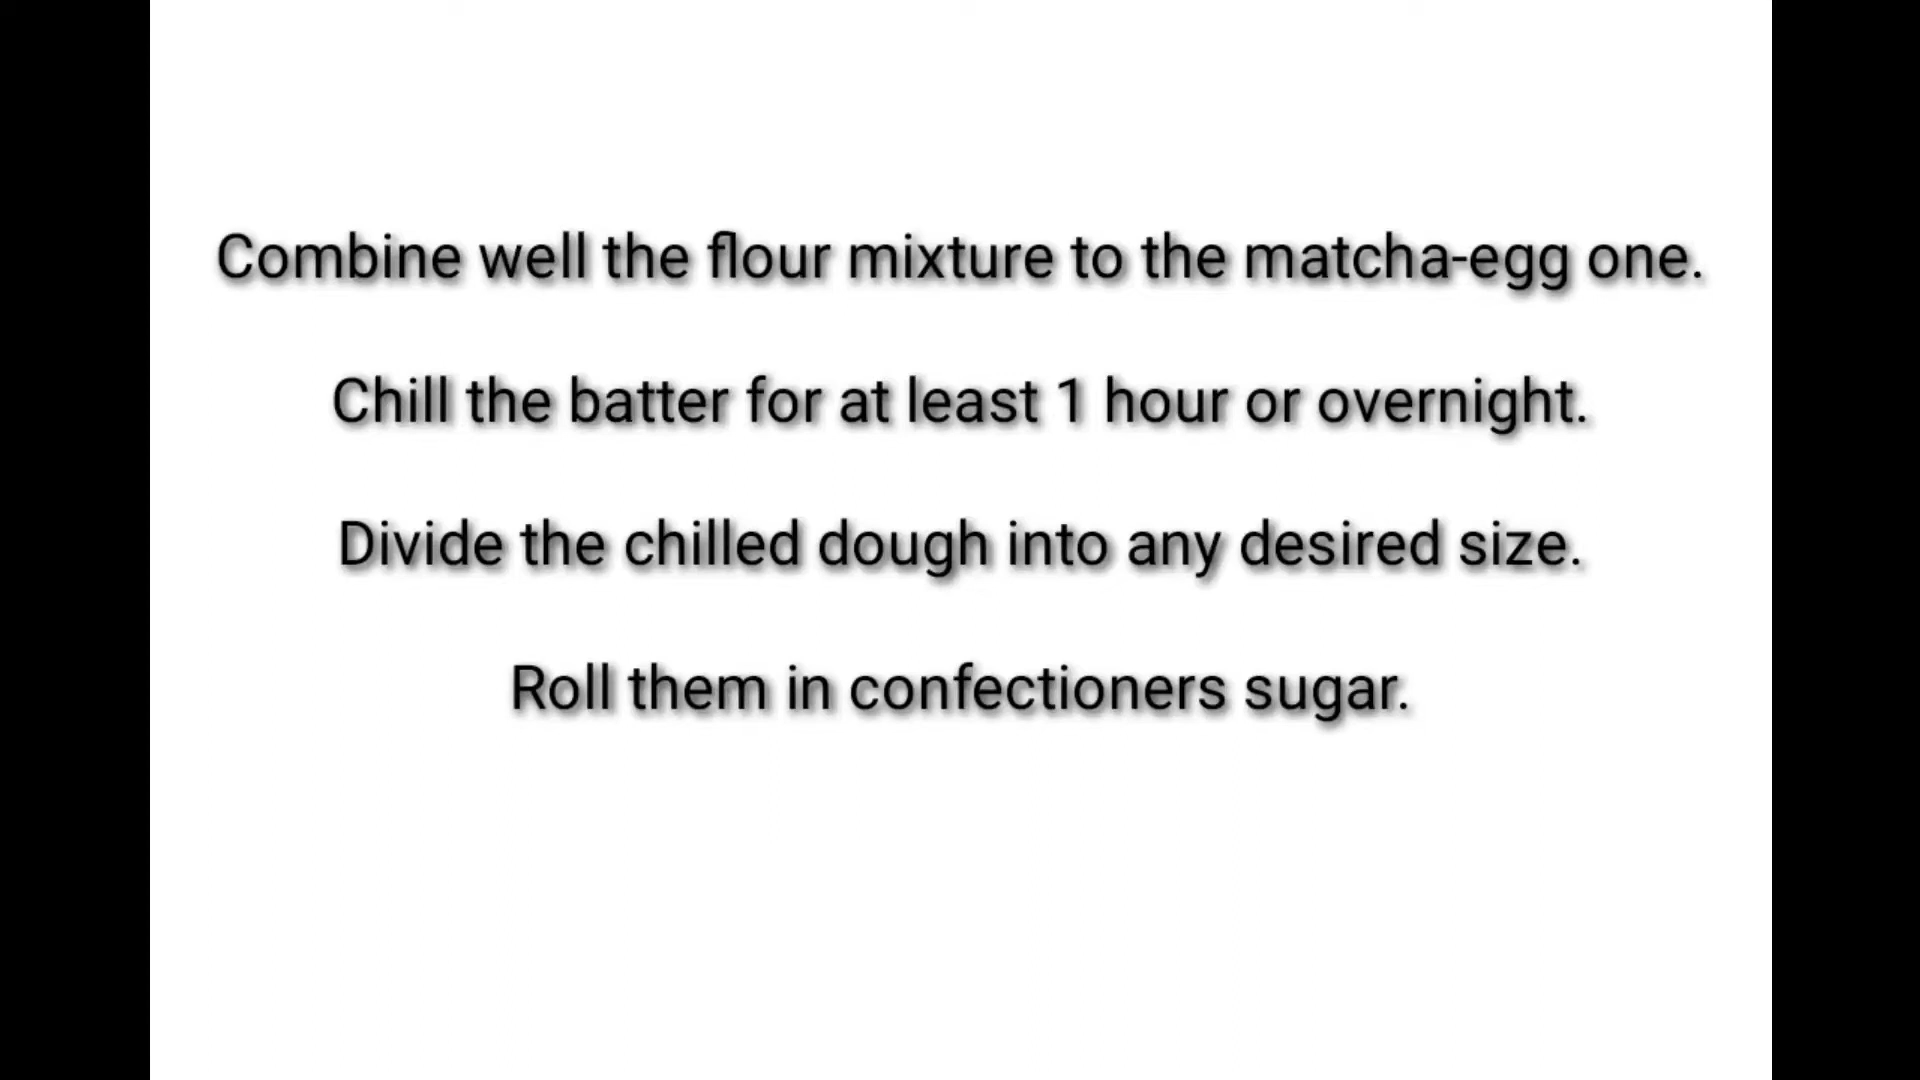 Combine well the flour mixture to the matcha-egg one.
Chill the batter for at least 1 hour or overnight.
Divide the chilled dough into any desired size.
Roll them in confectioners sugar.